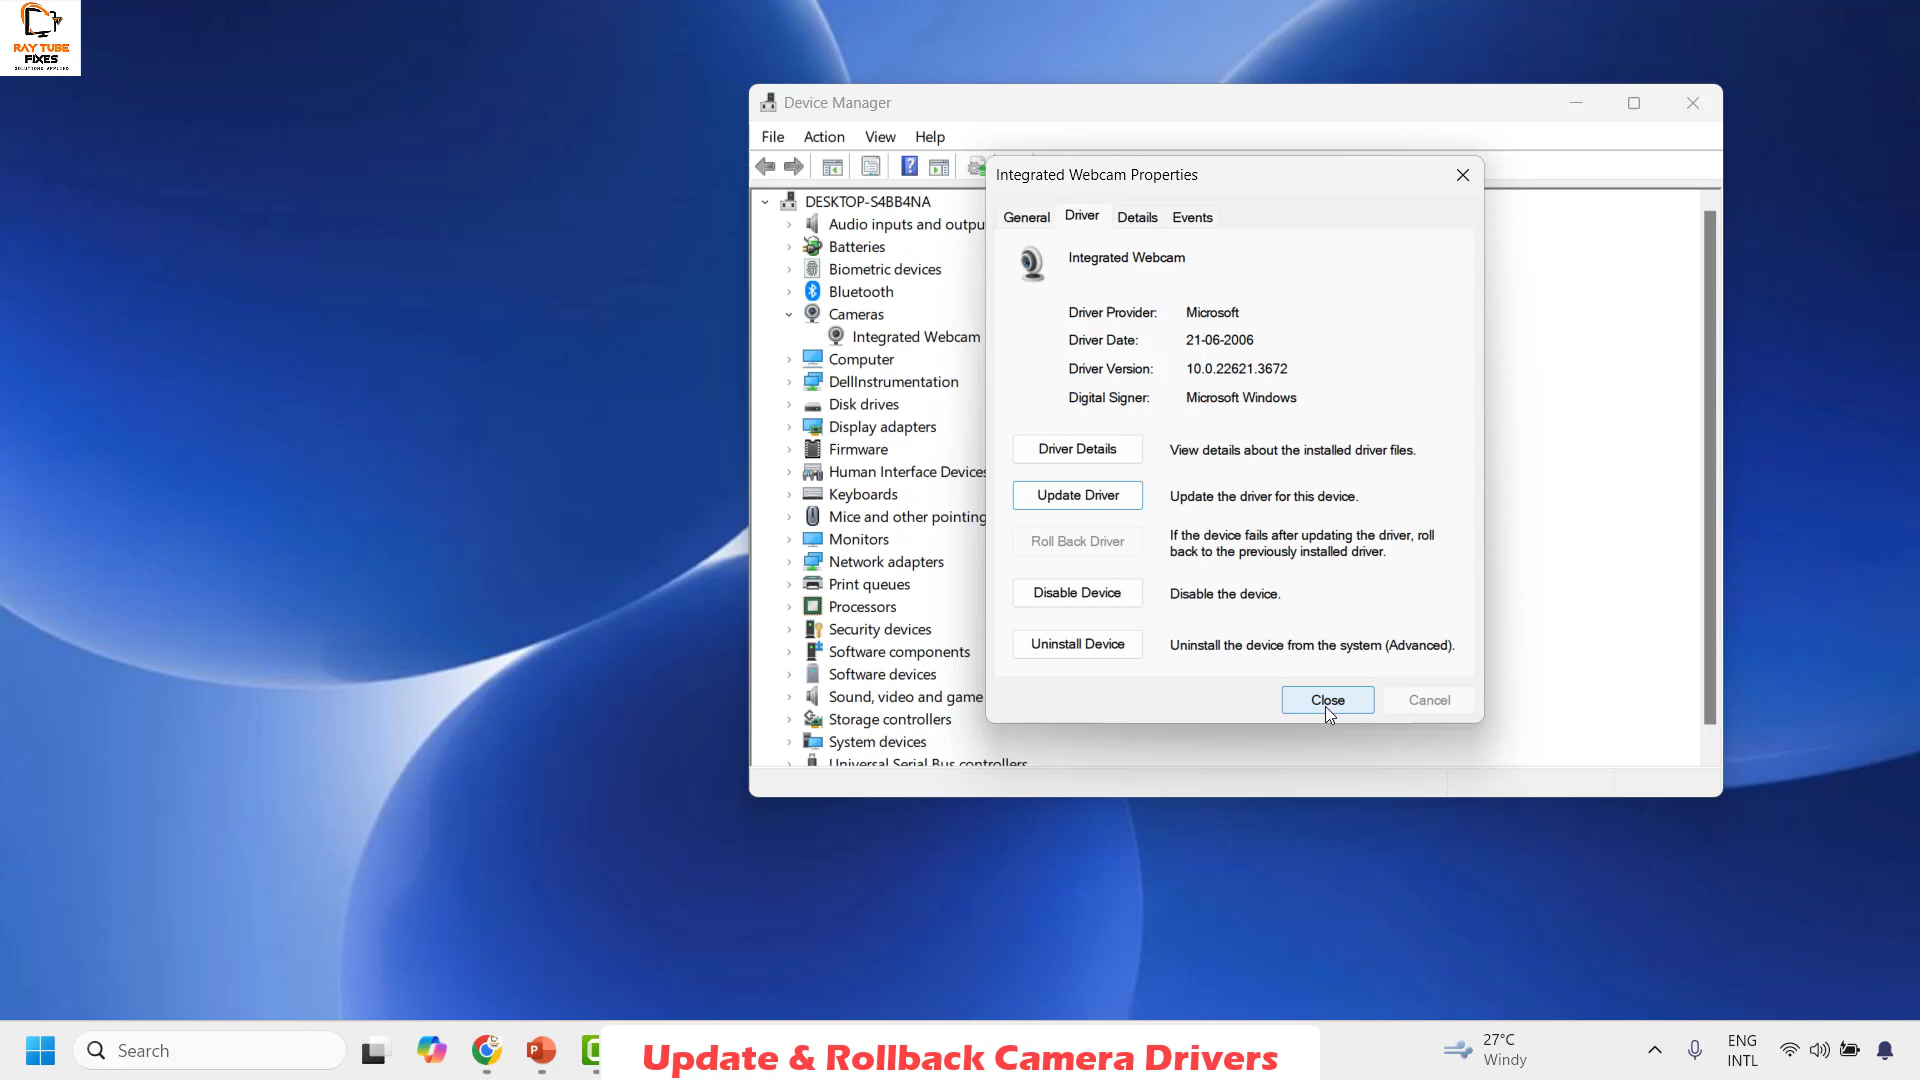 RAY TUBE
FIXES
SOLUTIONS APPLIED
Device Manager
File Action View Help
DESKTOP-S4BB4NA
Audio inputs and outpu
Batteries
Biometric devices
Bluetooth
Cameras
Integrated Webcam
Computer
DellInstrumentation
Disk drives
Display adapters
Firmware
Human Interface Devices
Keyboards
Mice and other pointing
Monitors
Network adapters
Print queues
Processors
Security devices
Software components
Software devices
Sound, video and game
Storage controllers
System devices
Universal Serial Bus controllers
Integrated Webcam Properties
General Driver Details Events
Integrated Webcam
Driver Provider: Microsoft
Driver Date: 21-06-2006
Driver Version: 10.0.22621.3672
Digital Signer: Microsoft Windows
Driver Details View details about the installed driver files.
Update Driver Update the driver for this device.
Roll Back Driver If the device fails after updating the driver, roll
back to the previously installed driver.
Disable Device Disable the device.
Uninstall Device Uninstall the device from the system (Advanced).
Close Cancel
Search
Update & Rollback Camera Drivers
27°C
Windy
ENG
INTL